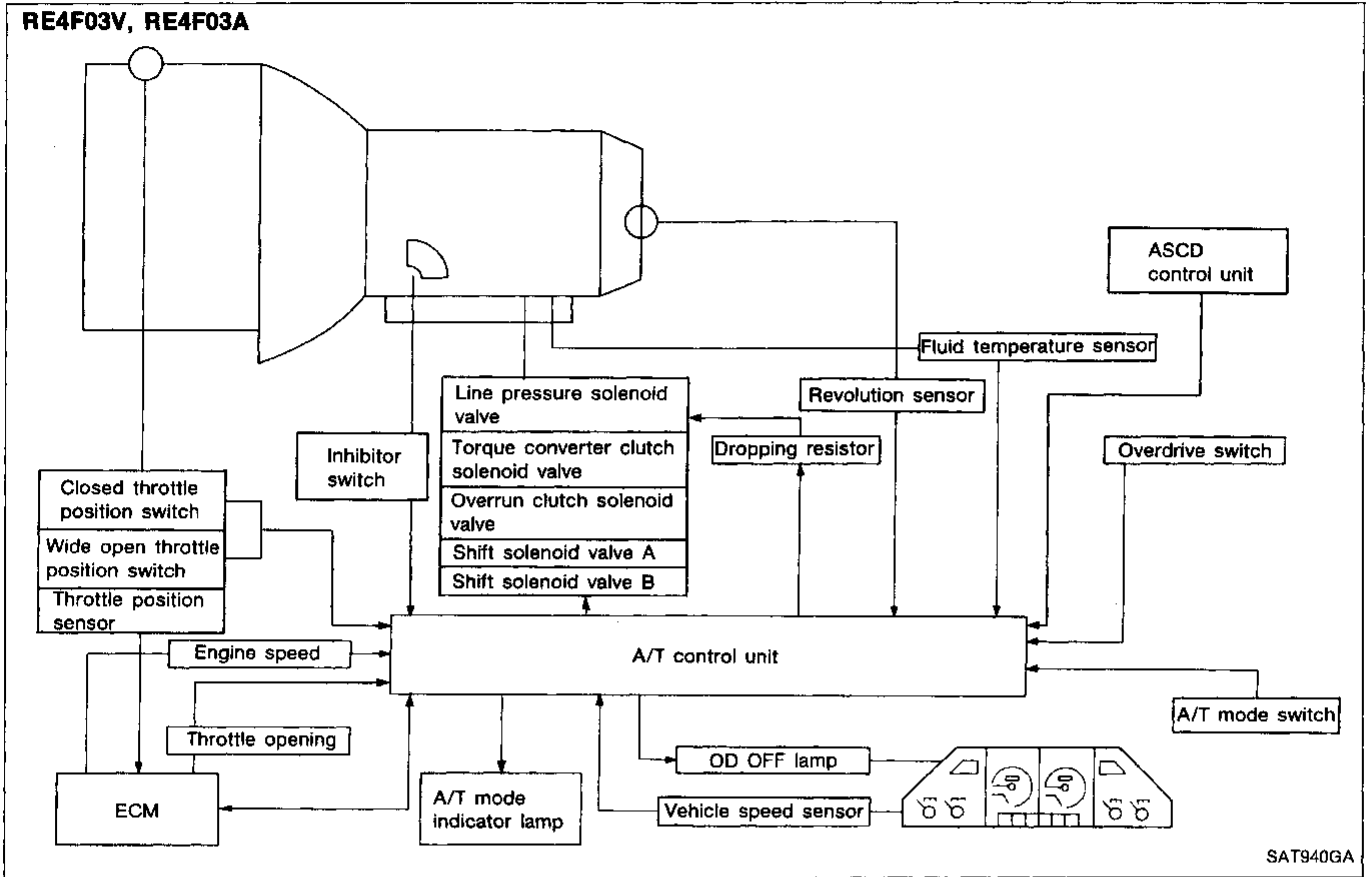 RE4F03V, RE4F03A
ASCD
control unit
Fluid temperature sensor
Line pressure solenoid
valve
Revolution sensor
Torque converter clutch
solenoid valve
Dropping resistor
Overdrive switch
Inhibitor
switch
Overrun clutch solenoid
valve
Shift solenoid valve A
Shift solenoid valve B
Closed throttle
position switch
Wide open throttle
position switch
Throttle position
sensor
Engine speed
A/T control unit
A/T mode switch
Throttle opening
OD OFF lamp
ECM
A/T mode
indicator lamp
Vehicle speed sensor
SAT940GA